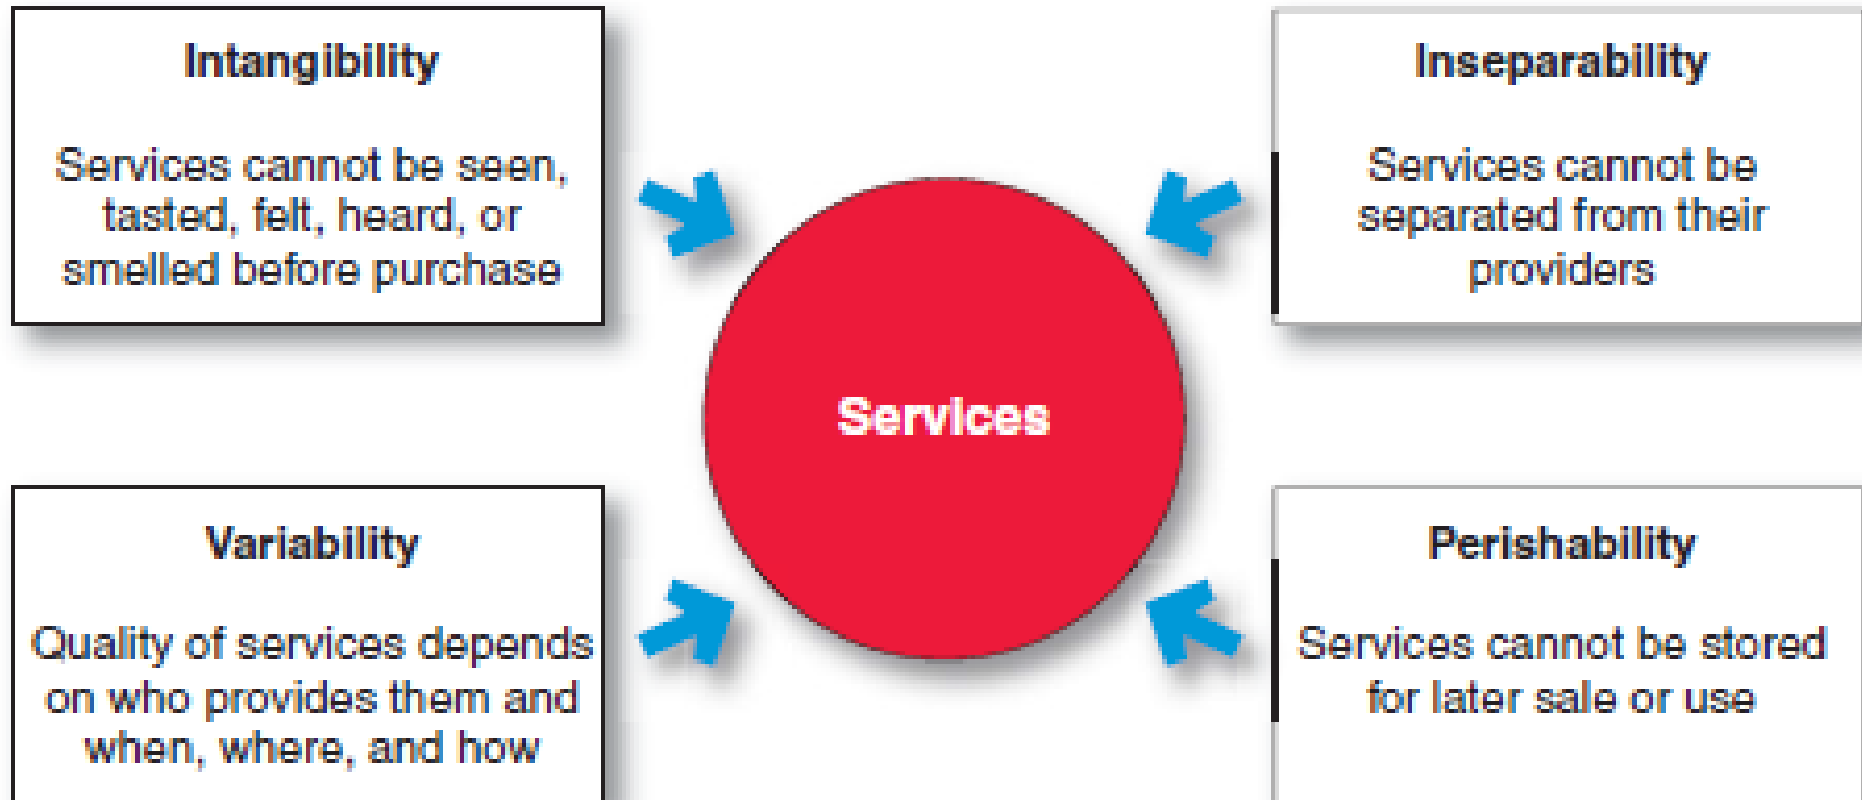 Intangibility
Services cannot be seen,
tasted, felt, heard, or
smelled before purchase
Inseparability
Services cannot be
separated from their
providers
Services
Variability
Quality of services depends
on who provides them and
when, where, and how
Perishability
Services cannot be stored
for later sale or use